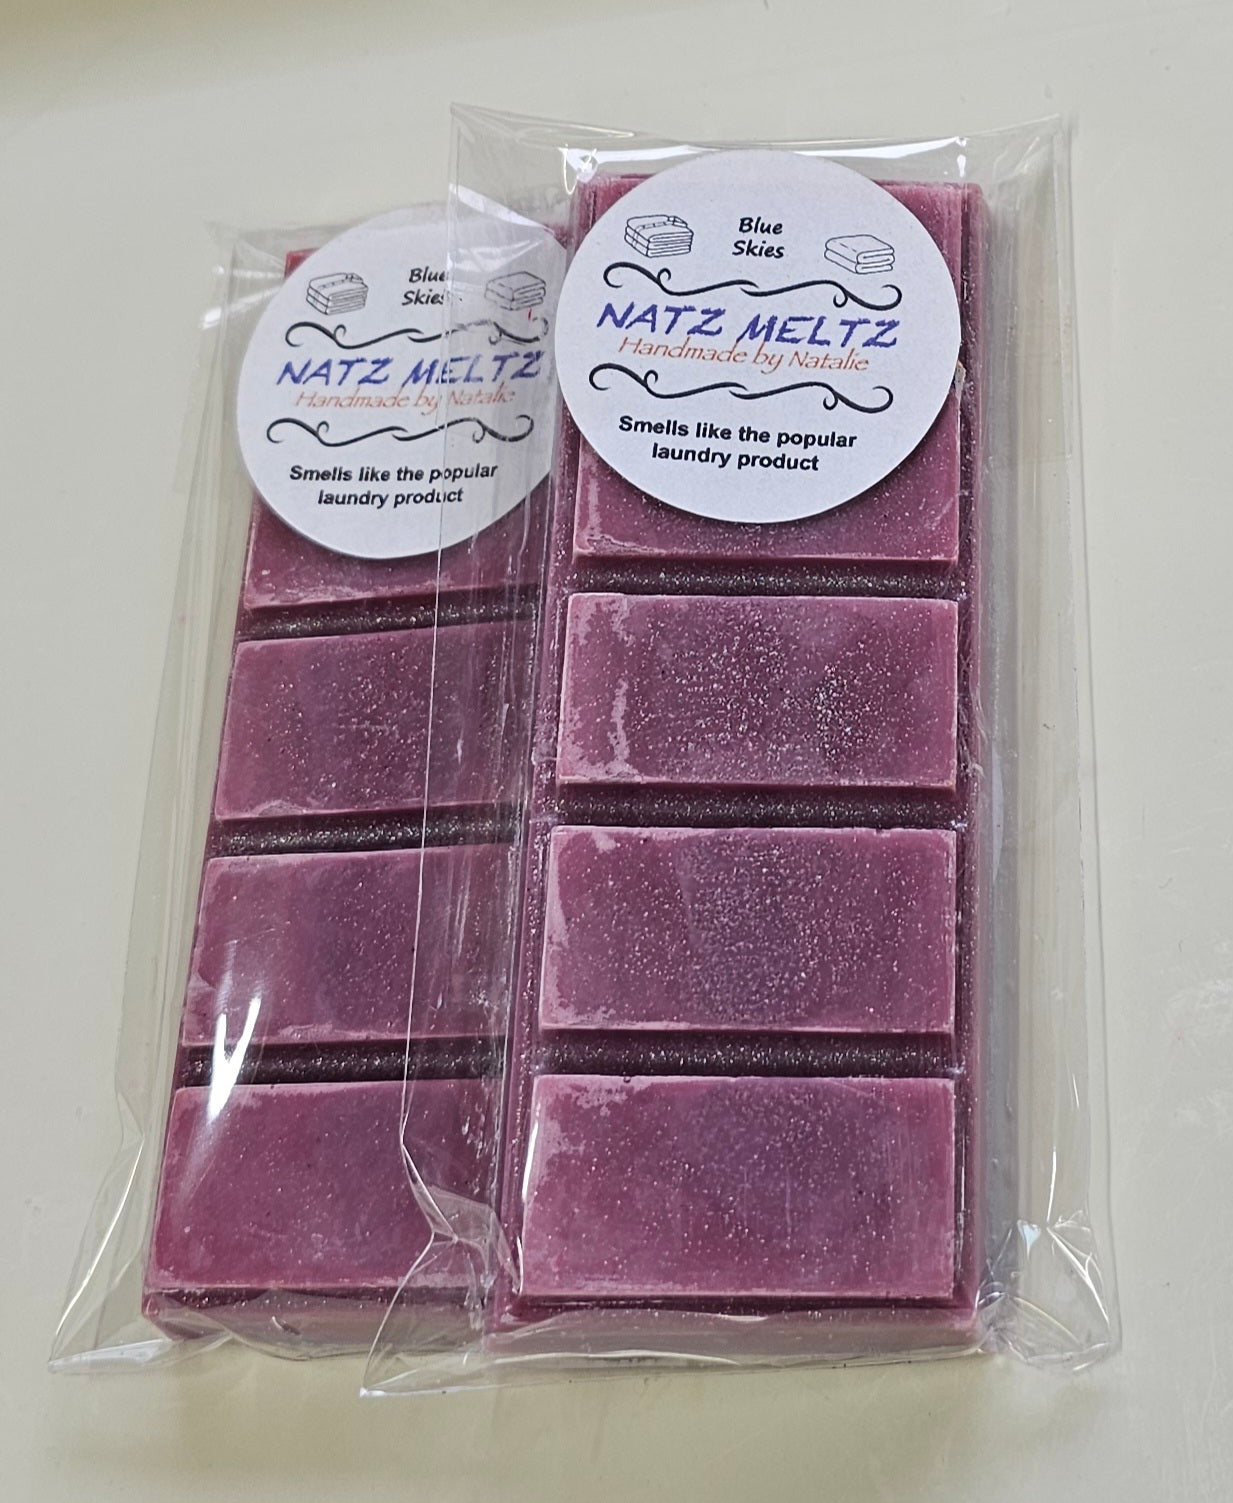 Blue
Skies
NATZ MELTZ
Handmade by Natalie
Smells like the popular
laundry product
Blue
Skies
NATZ MELTZ
Handmade by Natalie
Smells like the popular
laundry product